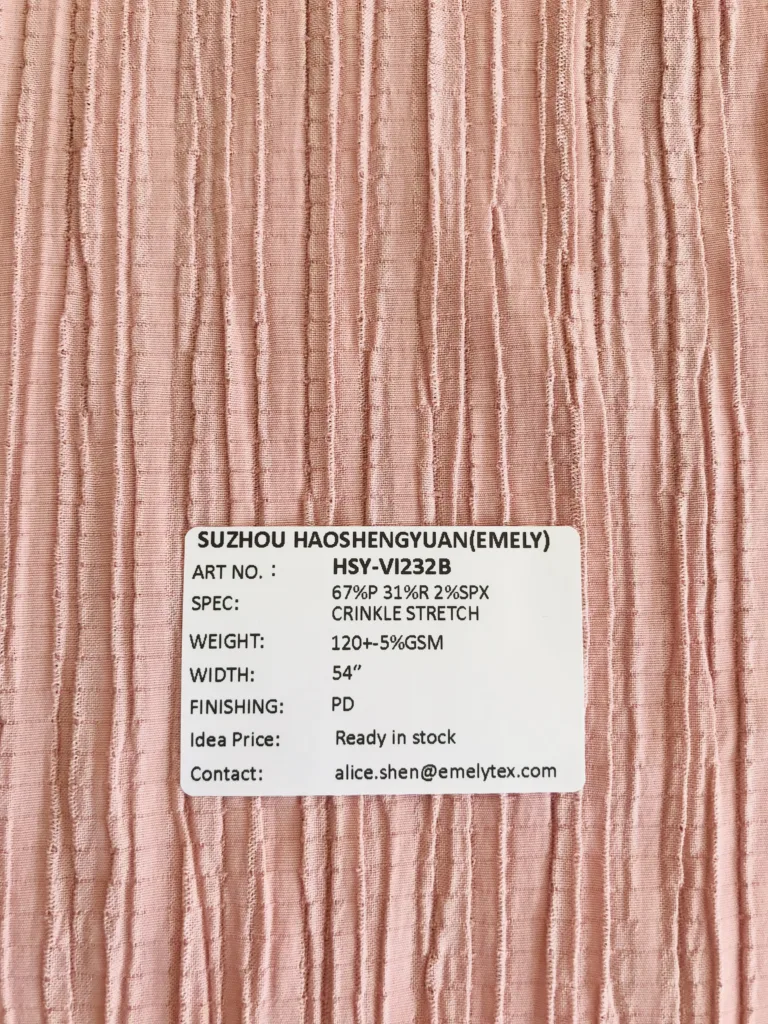 SUZHOU HAOSHENGYUAN(EMELY)
ART NO.： HSY-VI232B
SPEC: 67%P 31%R 2%SPX
CRINKLE STRETCH
WEIGHT: 120+-5%GSM
WIDTH: 54″
FINISHING: PD
Idea Price: Ready in stock
Contact: alice.shen@emelytex.com